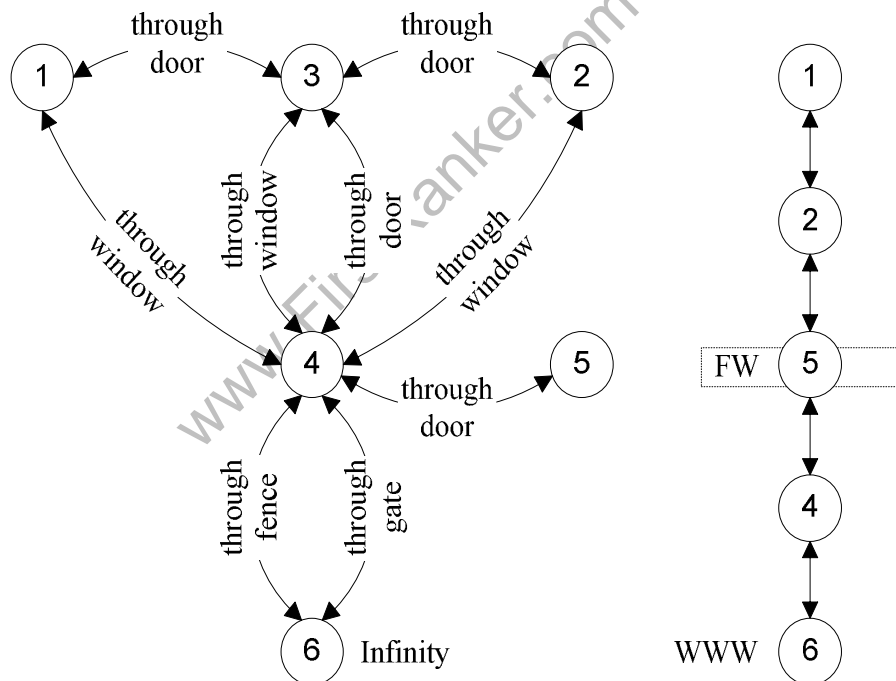 through
door
through
door
1
3
2
1
through
window
through
door
through
window
through
window
2
4
5
FW
5
through
door
through
fence
through
gate
4
6
Infinity
WWW
6